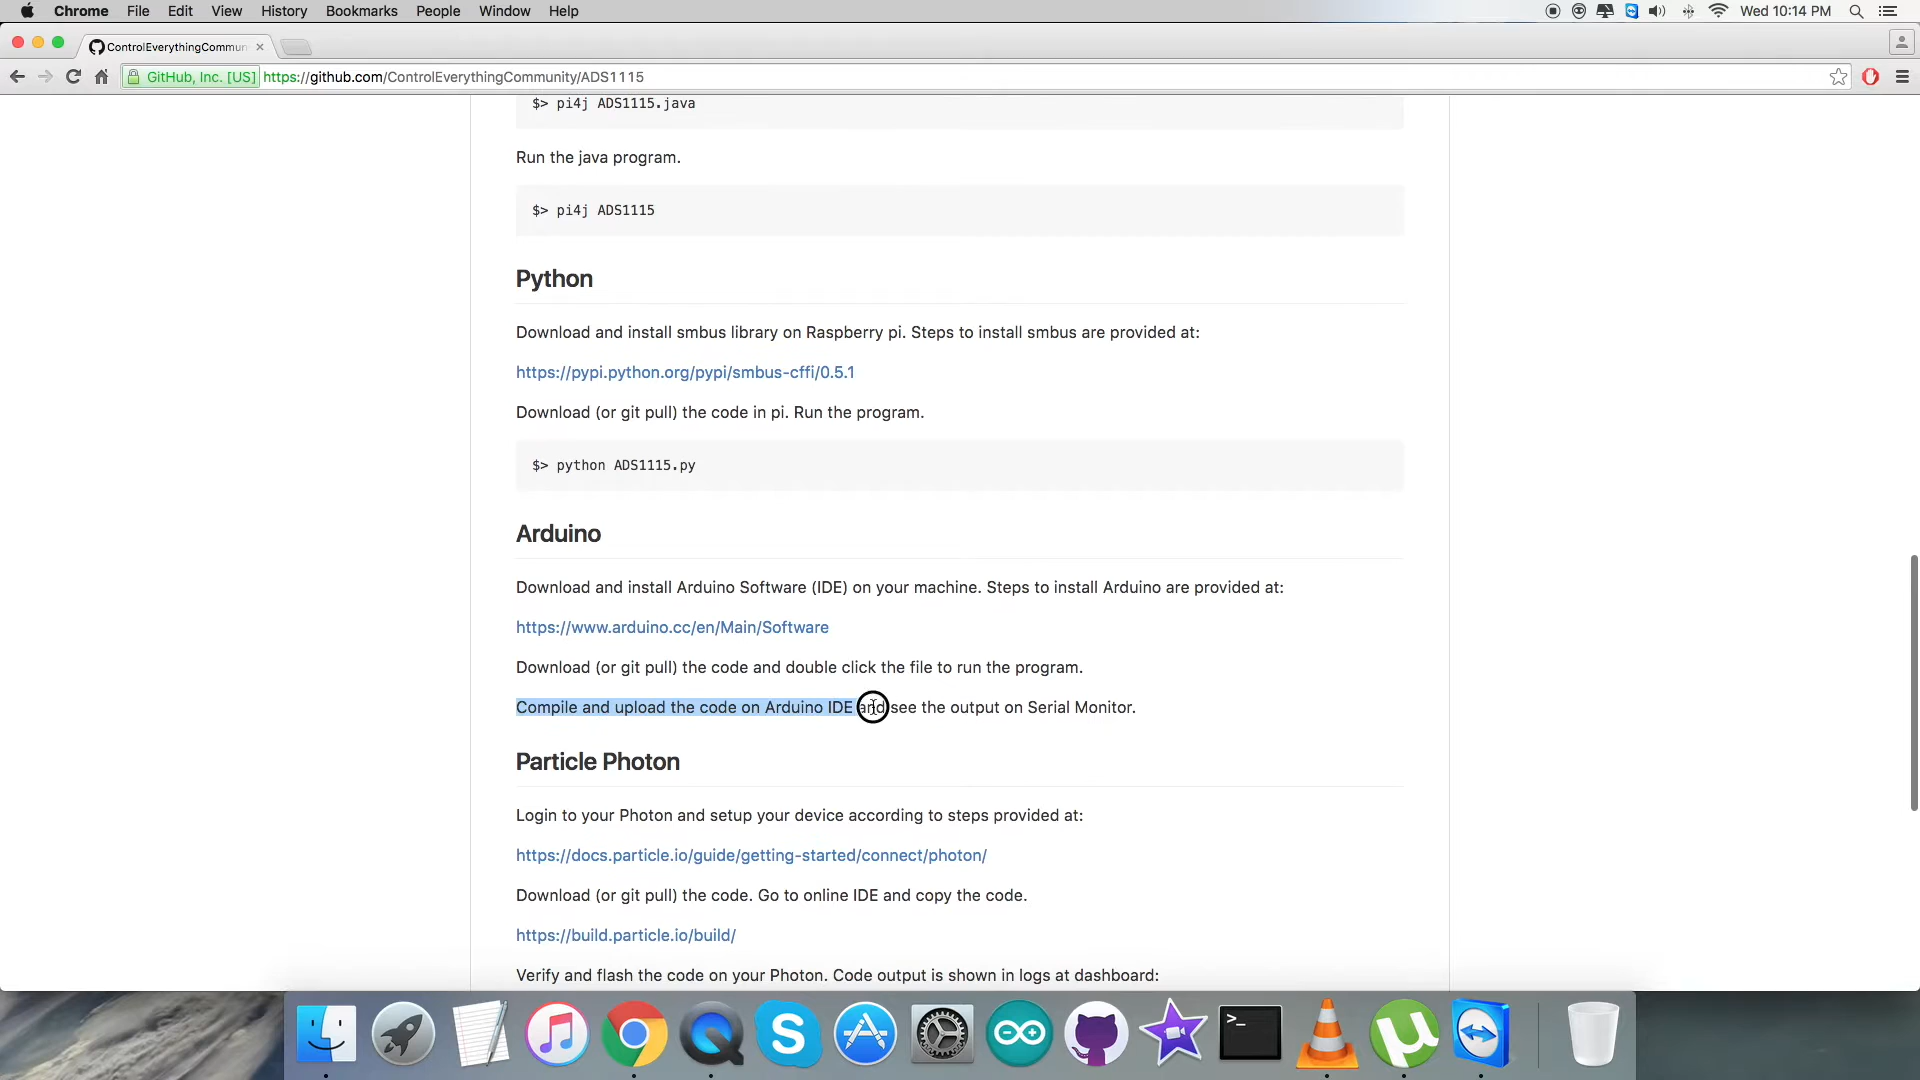 Chrome File Edit View History Bookmarks People Window Help Wed 10:14 PM
ControlEverythingCommun
GitHub, Inc. [US] https://github.com/ControlEverythingCommunity/ADS1115
$> pi4j ADS1115.java
Run the java program.
$> pi4j ADS1115
Python
Download and install smbus library on Raspberry pi. Steps to install smbus are provided at:
https://pypi.python.org/pypi/smbus-cffi/0.5.1
Download (or git pull) the code in pi. Run the program.
$> python ADS1115.py
Arduino
Download and install Arduino Software (IDE) on your machine. Steps to install Arduino are provided at:
https://www.arduino.cc/en/Main/Software
Download (or git pull) the code and double click the file to run the program.
Compile and upload the code on Arduino IDE and see the output on Serial Monitor.
Particle Photon
Login to your Photon and setup your device according to steps provided at:
https://docs.particle.io/guide/getting-started/connect/photon/
Download (or git pull) the code. Go to online IDE and copy the code.
https://build.particle.io/build/
Verify and flash the code on your Photon. Code output is shown in logs at dashboard: